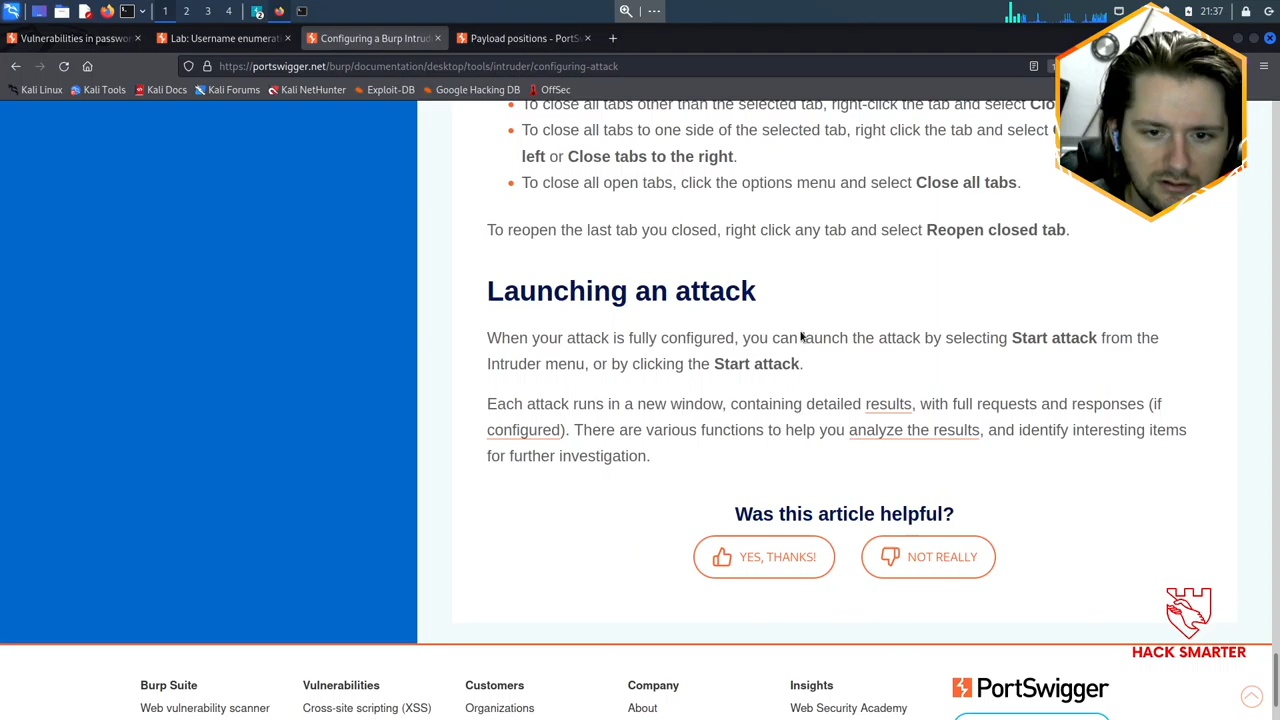 1 2 3 4 2 21:37
Vulnerabilities in passwo
Lab: Username enumerat
Configuring a Burp Intrud
Payload positions - PortS
https://portswigger.net/burp/documentation/desktop/tools/intruder/configuring-attack
Kali Linux
Kali Tools
Kali Docs
Kali Forums
Kali NetHunter
Exploit-DB
Google Hacking DB
OffSec
To close all tabs other than the selected tab, right-click the tab and select Clo
To close all tabs to one side of the selected tab, right click the tab and select
left or Close tabs to the right.
To close all open tabs, click the options menu and select Close all tabs.
To reopen the last tab you closed, right click any tab and select Reopen closed tab.
Launching an attack
When your attack is fully configured, you can launch the attack by selecting Start attack from the
Intruder menu, or by clicking the Start attack.
Each attack runs in a new window, containing detailed results, with full requests and responses (if
configured). There are various functions to help you analyze the results, and identify interesting items
for further investigation.
Was this article helpful?
YES, THANKS!
NOT REALLY
HACK SMARTER
Burp Suite
Vulnerabilities
Customers
Company
Insights
PortSwigger
Web vulnerability scanner
Cross-site scripting (XSS)
Organizations
About
Web Security Academy